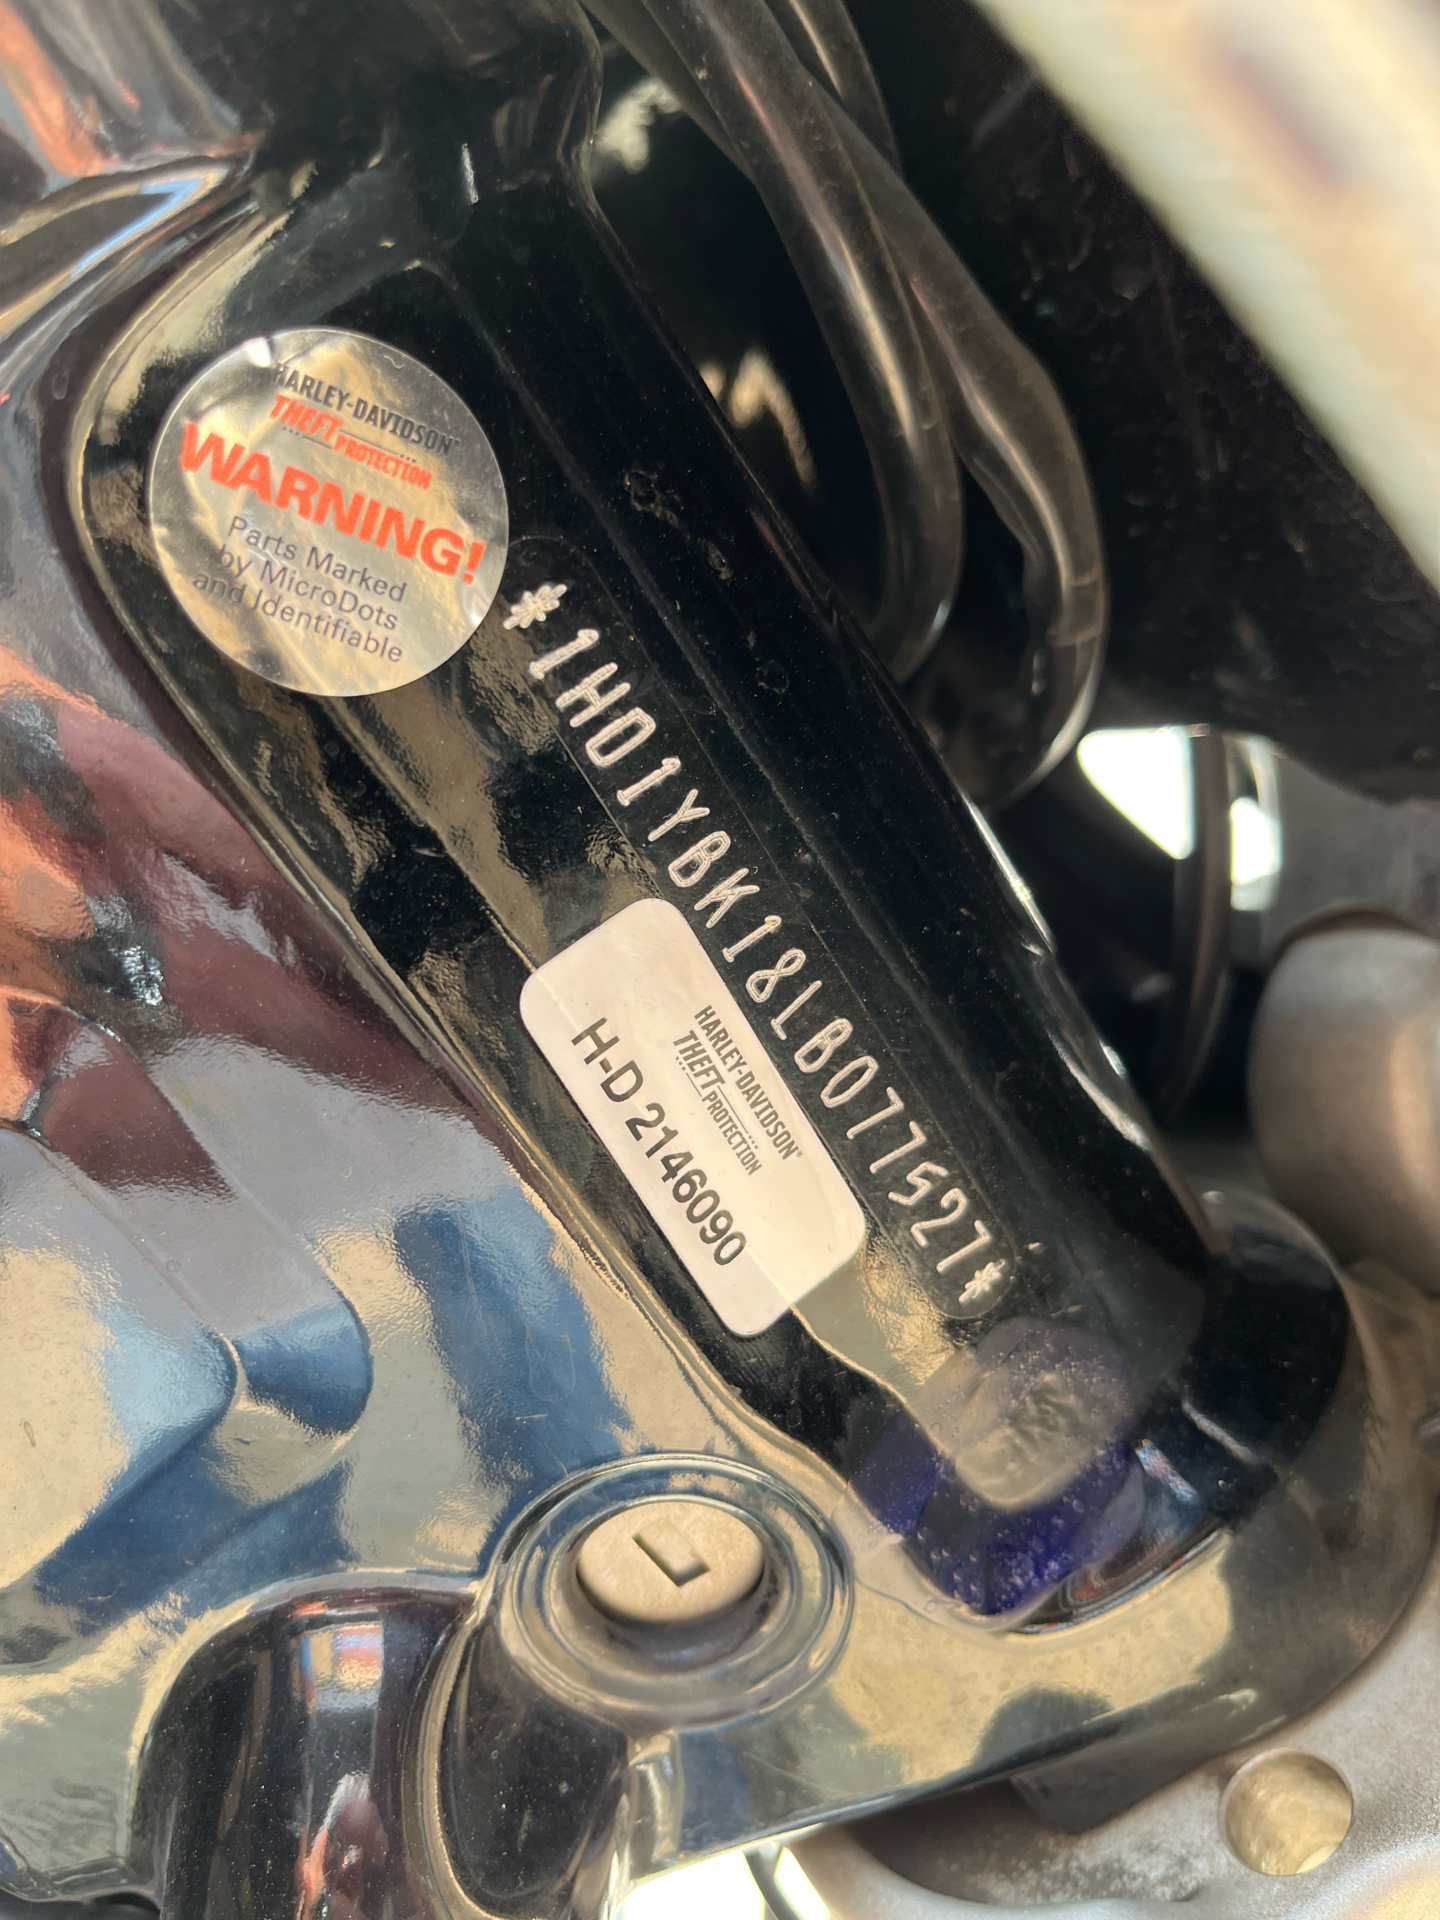 HARLEY-DAVIDSON
THEFT PROTECTION
WARNING!
Parts Marked
by MicroDots
and Identifiable
*1HD1YBK18LB077527*
HARLEY-DAVIDSON®
THEFT PROTECTION
H-D 2146090